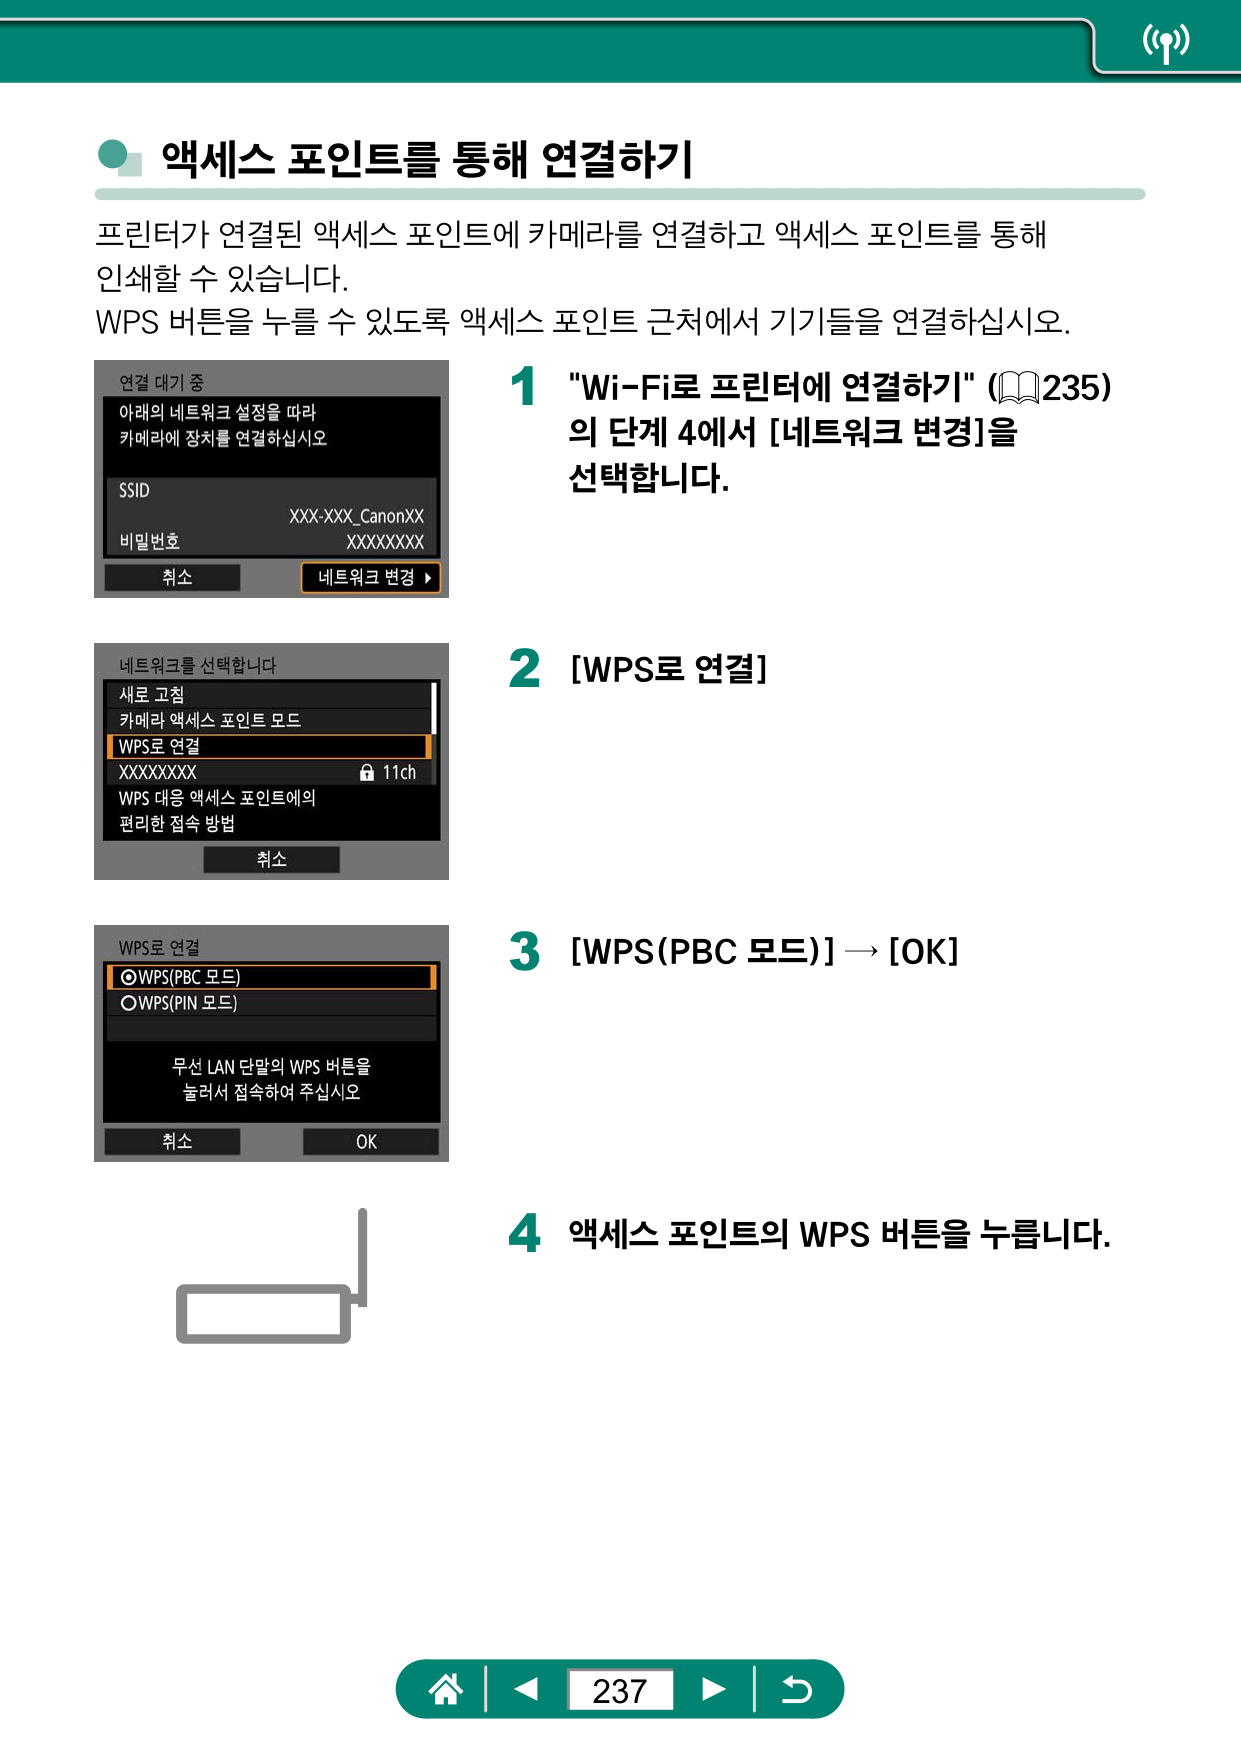 액세스 포인트를 통해 연결하기
프린터가 연결된 액세스 포인트에 카메라를 연결하고 액세스 포인트를 통해
인쇄할 수 있습니다.
WPS 버튼을 누를 수 있도록 액세스 포인트 근처에서 기기들을 연결하십시오.
연결 대기 중
아래의 네트워크 설정을 따라
카메라에 장치를 연결하십시오
SSID
XXX-XXX_CanonXX
비밀번호 XXXXXXXX
취소 네트워크 변경
1 "Wi-Fi로 프린터에 연결하기" (235)
의 단계 4에서 [네트워크 변경]을
선택합니다.
네트워크를 선택합니다
새로 고침
카메라 액세스 포인트 모드
WPS로 연결
XXXXXXXX 11ch
WPS 대응 액세스 포인트에의
편리한 접속 방법
취소
2 [WPS로 연결]
WPS로 연결
WPS(PBC 모드)
WPS(PIN 모드)
무선 LAN 단말의 WPS 버튼을
눌러서 접속하여 주십시오
취소 OK
3 [WPS(PBC 모드)] → [OK]
4 액세스 포인트의 WPS 버튼을 누릅니다.
237